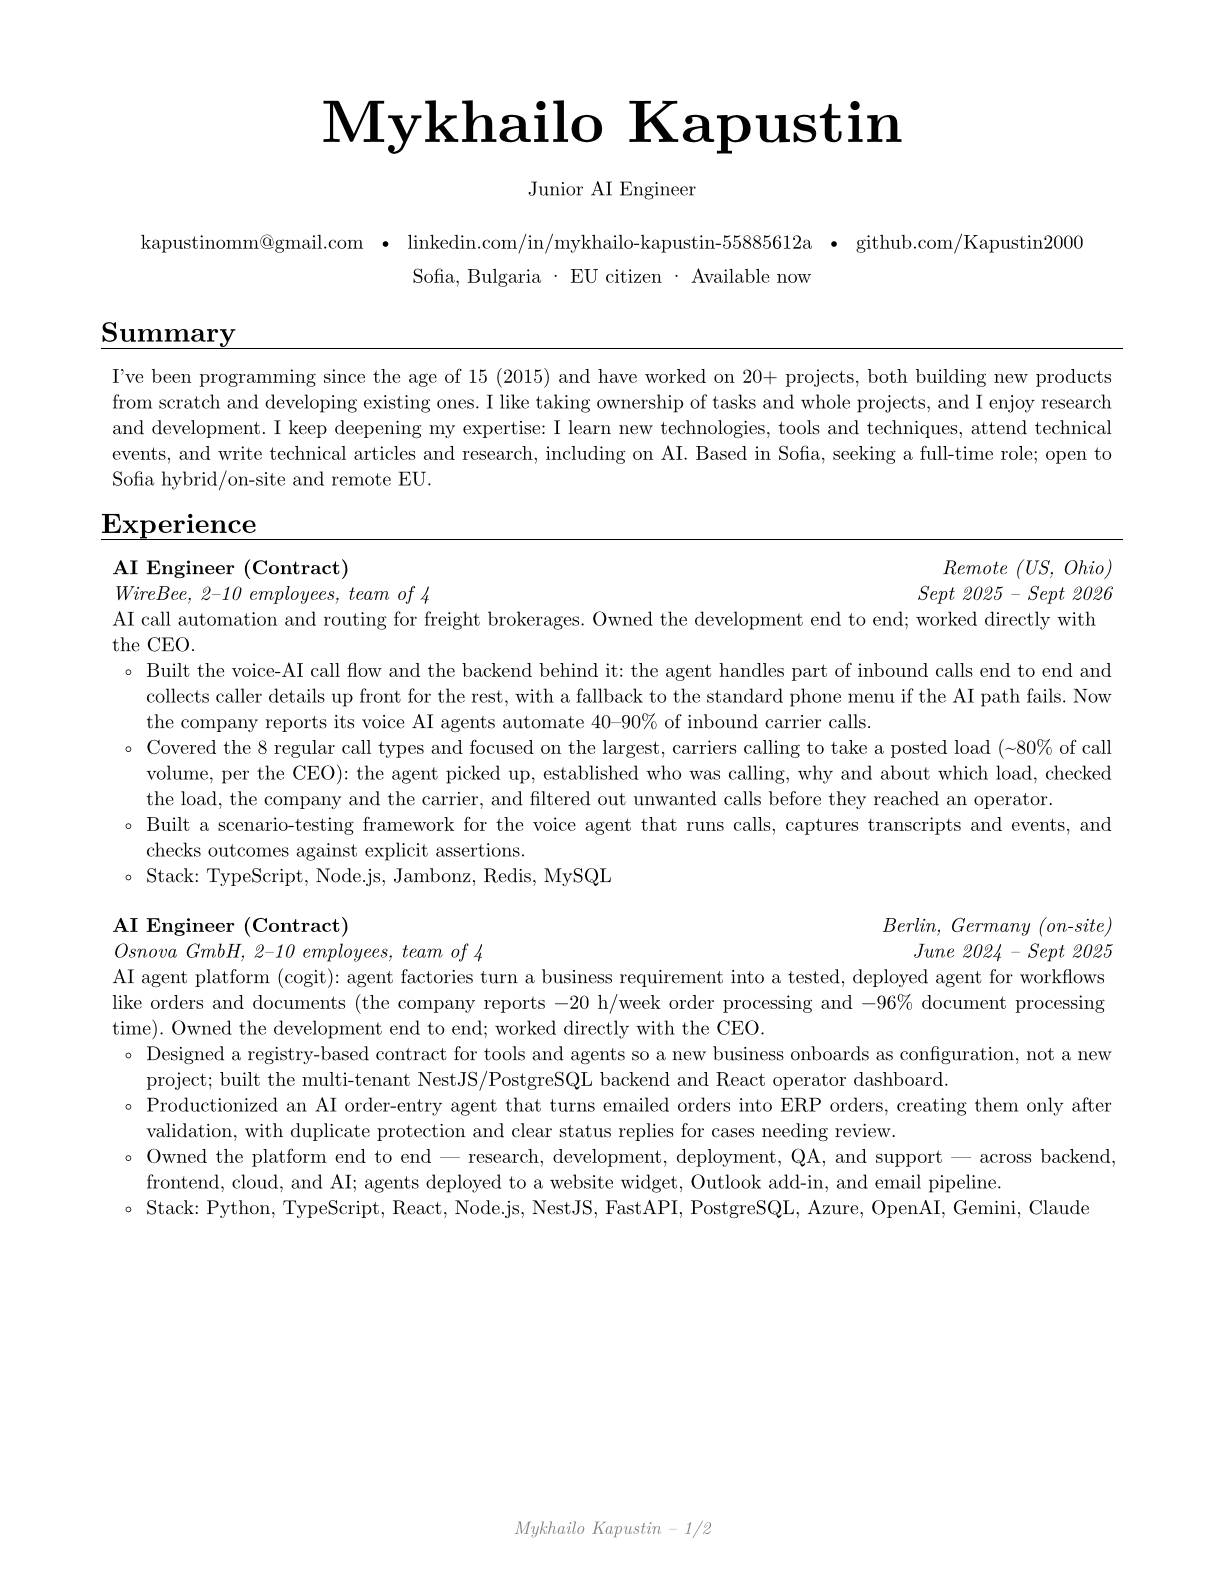 Mykhailo Kapustin
Junior AI Engineer
kapustinomm@gmail.com • linkedin.com/in/mykhailo-kapustin-55885612a • github.com/Kapustin2000
Sofia, Bulgaria · EU citizen · Available now
Summary
I've been programming since the age of 15 (2015) and have worked on 20+ projects, both building new products
from scratch and developing existing ones. I like taking ownership of tasks and whole projects, and I enjoy research
and development. I keep deepening my expertise: I learn new technologies, tools and techniques, attend technical
events, and write technical articles and research, including on AI. Based in Sofia, seeking a full-time role; open to
Sofia hybrid/on-site and remote EU.
Experience
AI Engineer (Contract) Remote (US, Ohio)
WireBee, 2–10 employees, team of 4 Sept 2025 – Sept 2026
AI call automation and routing for freight brokerages. Owned the development end to end; worked directly with
the CEO.
◦ Built the voice-AI call flow and the backend behind it: the agent handles part of inbound calls end to end and
collects caller details up front for the rest, with a fallback to the standard phone menu if the AI path fails. Now
the company reports its voice AI agents automate 40–90% of inbound carrier calls.
◦ Covered the 8 regular call types and focused on the largest, carriers calling to take a posted load (~80% of call
volume, per the CEO): the agent picked up, established who was calling, why and about which load, checked
the load, the company and the carrier, and filtered out unwanted calls before they reached an operator.
◦ Built a scenario-testing framework for the voice agent that runs calls, captures transcripts and events, and
checks outcomes against explicit assertions.
◦ Stack: TypeScript, Node.js, Jambonz, Redis, MySQL
AI Engineer (Contract) Berlin, Germany (on-site)
Osnova GmbH, 2–10 employees, team of 4 June 2024 – Sept 2025
AI agent platform (cogit): agent factories turn a business requirement into a tested, deployed agent for workflows
like orders and documents (the company reports −20 h/week order processing and −96% document processing
time). Owned the development end to end; worked directly with the CEO.
◦ Designed a registry-based contract for tools and agents so a new business onboards as configuration, not a new
project; built the multi-tenant NestJS/PostgreSQL backend and React operator dashboard.
◦ Productionized an AI order-entry agent that turns emailed orders into ERP orders, creating them only after
validation, with duplicate protection and clear status replies for cases needing review.
◦ Owned the platform end to end — research, development, deployment, QA, and support — across backend,
frontend, cloud, and AI; agents deployed to a website widget, Outlook add-in, and email pipeline.
◦ Stack: Python, TypeScript, React, Node.js, NestJS, FastAPI, PostgreSQL, Azure, OpenAI, Gemini, Claude
Mykhailo Kapustin – 1/2